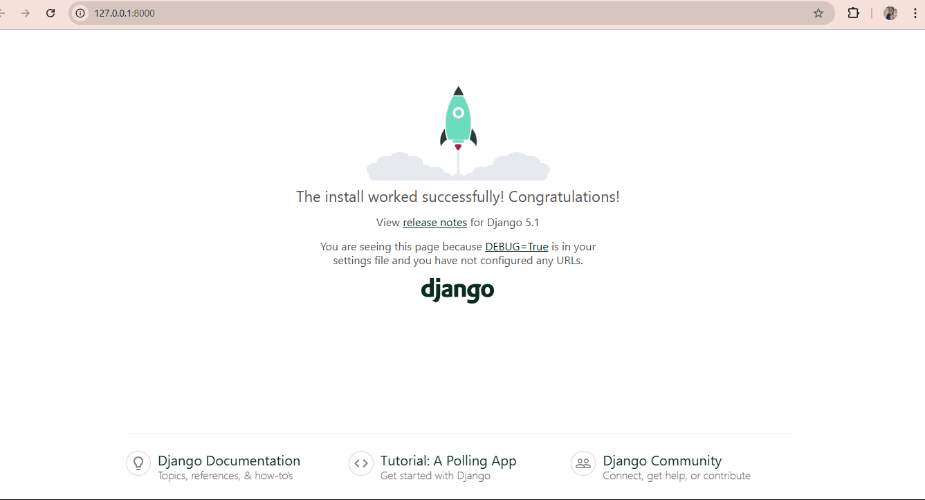 127.0.0.1:8000
The install worked successfully! Congratulations!
View release notes for Django 5.1
You are seeing this page because DEBUG=True is in your
settings file and you have not configured any URLs.
django
Django Documentation
Topics, references, & how-to's
Tutorial: A Polling App
Get started with Django
Django Community
Connect, get help, or contribute